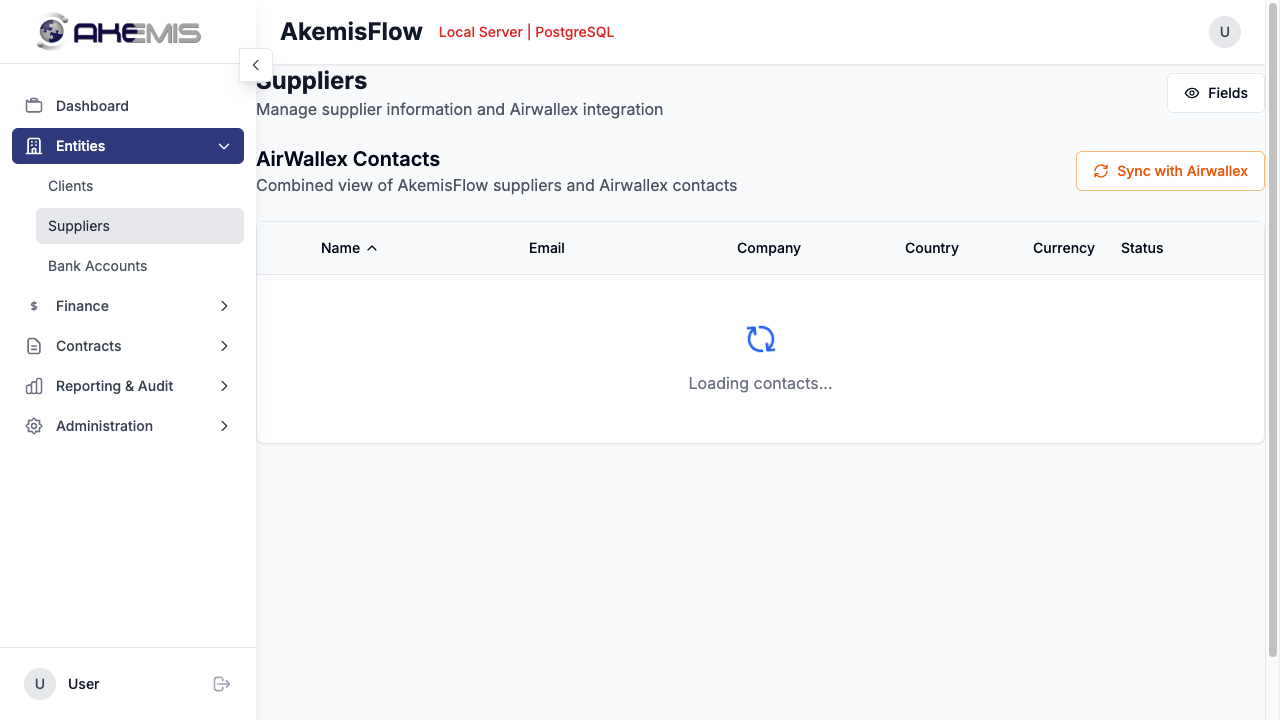 AKEMIS
AkemisFlow
Local Server | PostgreSQL
U
Dashboard
Entities
Clients
Suppliers
Bank Accounts
Finance
Contracts
Reporting & Audit
Administration
U
User
Suppliers
Manage supplier information and Airwallex integration
Fields
AirWallex Contacts
Combined view of AkemisFlow suppliers and Airwallex contacts
Sync with Airwallex
Name Email Company Country Currency Status
Loading contacts...